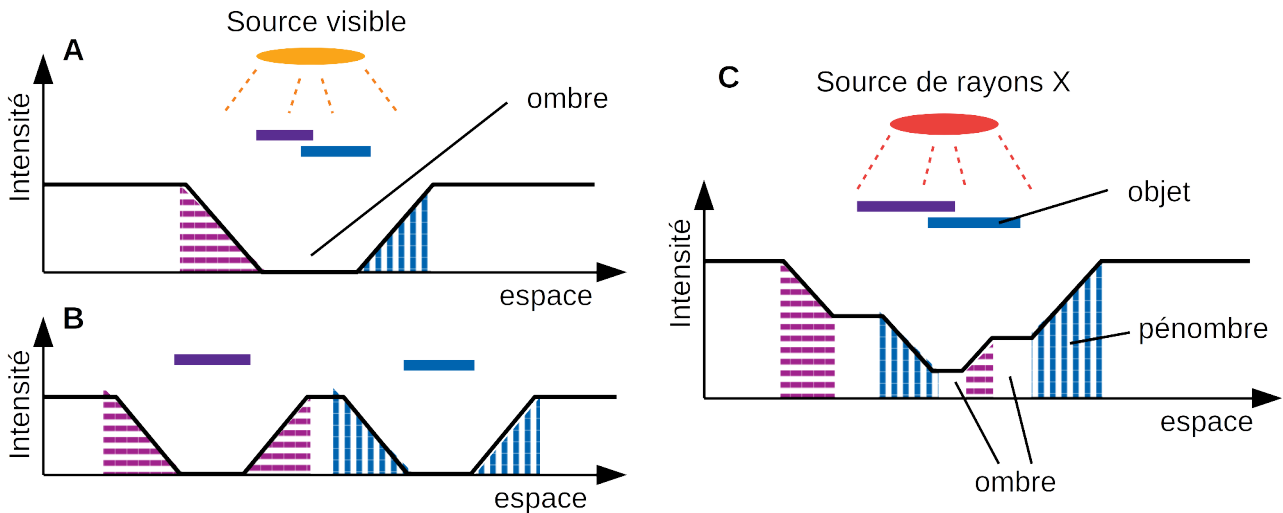 A
Source visible
Intensité
ombre
espace
B
Intensité
espace
C
Source de rayons X
Intensité
objet
pénombre
espace
ombre